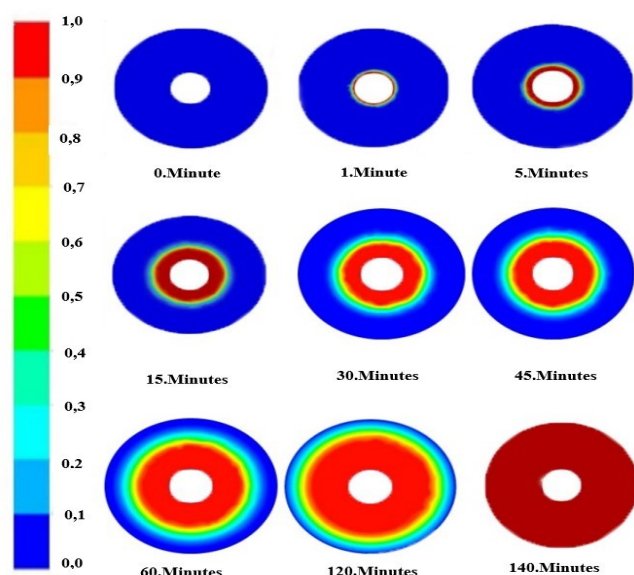 1,0
0,9
0,8
0,7
0,6
0,5
0,4
0,3
0.2
0,1
0,0
0.Minute
1.Minute
5.Minutes
15.Minutes
30.Minutes
45.Minutes
60.Minutes
120.Minutes
140.Minutes